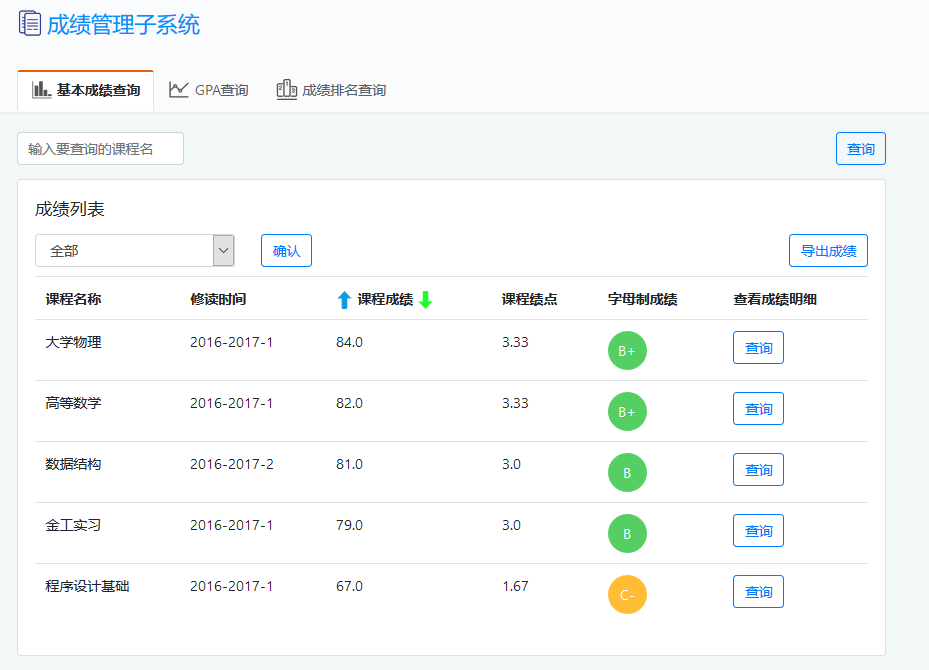 成绩管理子系统
基本成绩查询 GPA查询 成绩排名查询
输入要查询的课程名 查询
成绩列表
全部 确认 导出成绩
课程名称 修读时间 课程成绩 课程绩点 字母制成绩 查看成绩明细
大学物理 2016-2017-1 84.0 3.33 B+ 查询
高等数学 2016-2017-1 82.0 3.33 B+ 查询
数据结构 2016-2017-2 81.0 3.0 B 查询
金工实习 2016-2017-1 79.0 3.0 B 查询
程序设计基础 2016-2017-1 67.0 1.67 C- 查询